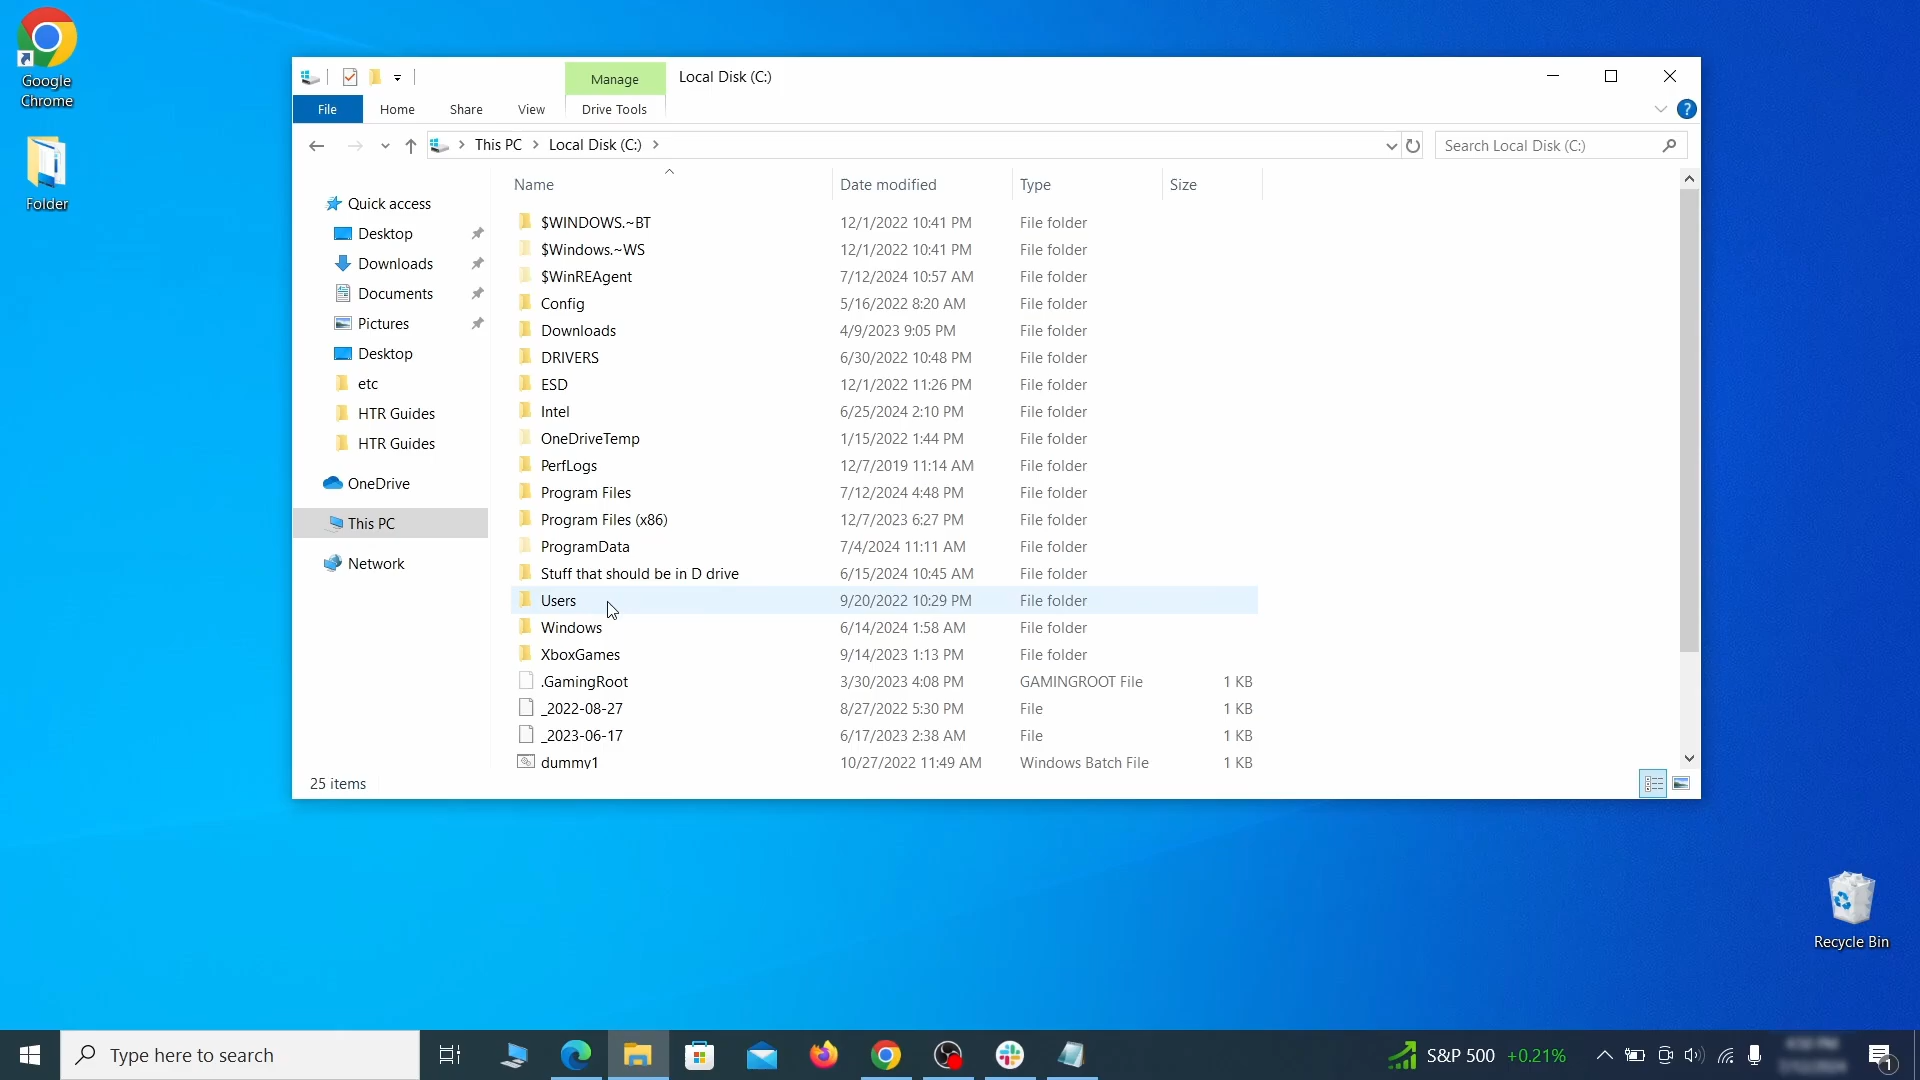 Google
Chrome
Folder
Manage
Local Disk (C:)
File
Home
Share
View
Drive Tools
?
This PC
Local Disk (C:)
Search Local Disk (C:)
Quick access
Desktop
Downloads
Documents
Pictures
Desktop
etc
HTR Guides
HTR Guides
OneDrive
This PC
Network
Name Date modified Type Size
$WINDOWS.~BT 12/1/2022 10:41 PM File folder
$Windows.~WS 12/1/2022 10:41 PM File folder
$WinREAgent 7/12/2024 10:57 AM File folder
Config 5/16/2022 8:20 AM File folder
Downloads 4/9/2023 9:05 PM File folder
DRIVERS 6/30/2022 10:48 PM File folder
ESD 12/1/2022 11:26 PM File folder
Intel 6/25/2024 2:10 PM File folder
OneDriveTemp 1/15/2022 1:44 PM File folder
PerfLogs 12/7/2019 11:14 AM File folder
Program Files 7/12/2024 4:48 PM File folder
Program Files (x86) 12/7/2023 6:27 PM File folder
ProgramData 7/4/2024 11:11 AM File folder
Stuff that should be in D drive 6/15/2024 10:45 AM File folder
Users 9/20/2022 10:29 PM File folder
Windows 6/14/2024 1:58 AM File folder
XboxGames 9/14/2023 1:13 PM File folder
.GamingRoot 3/30/2023 4:08 PM GAMINGROOT File 1 KB
_2022-08-27 8/27/2022 5:30 PM File 1 KB
_2023-06-17 6/17/2023 2:38 AM File 1 KB
dummy1 10/27/2022 11:49 AM Windows Batch File 1 KB
25 items
Recycle Bin
Type here to search
S&P 500 +0.21%
1